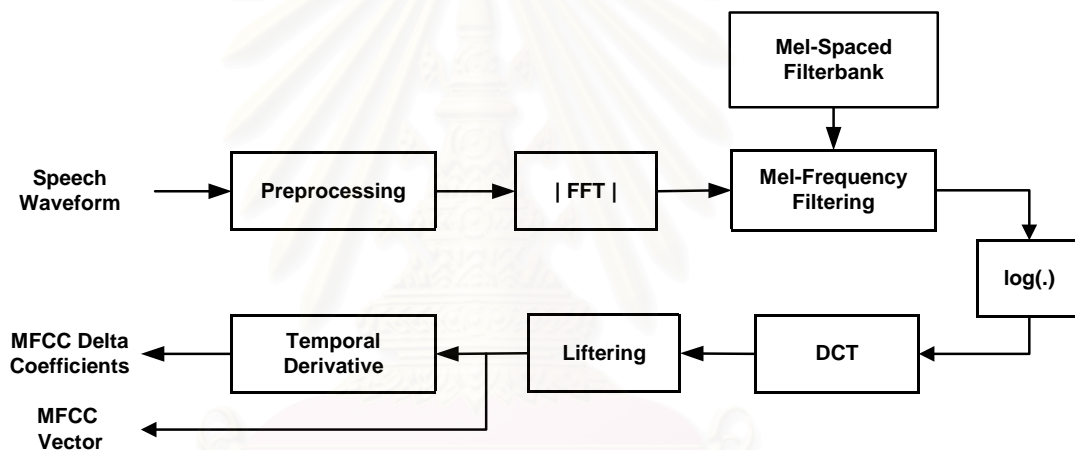 Mel-Spaced
Filterbank
Speech
Waveform
Preprocessing
| FFT |
Mel-Frequency
Filtering
log(.)
MFCC Delta
Coefficients
Temporal
Derivative
Liftering
DCT
MFCC
Vector